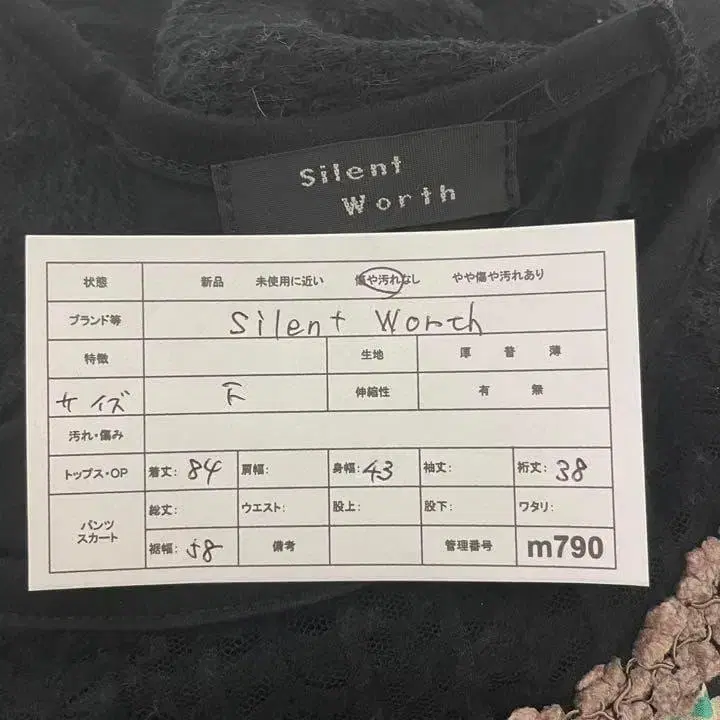 Silent
Worth
状態 新品 未使用に近い 傷や汚れなし やや傷や汚れあり
ブランド等 Silent Worth
特徴 生地 厚 普 薄
サイズ F 伸縮性 有 無
汚れ・傷み
トップス・OP 着丈: 84 肩幅: 身幅: 43 袖丈: 裄丈: 38
パンツ
スカート
総丈: ウエスト: 股上: 股下: ワタリ:
裾幅: 58 備考 管理番号 m790